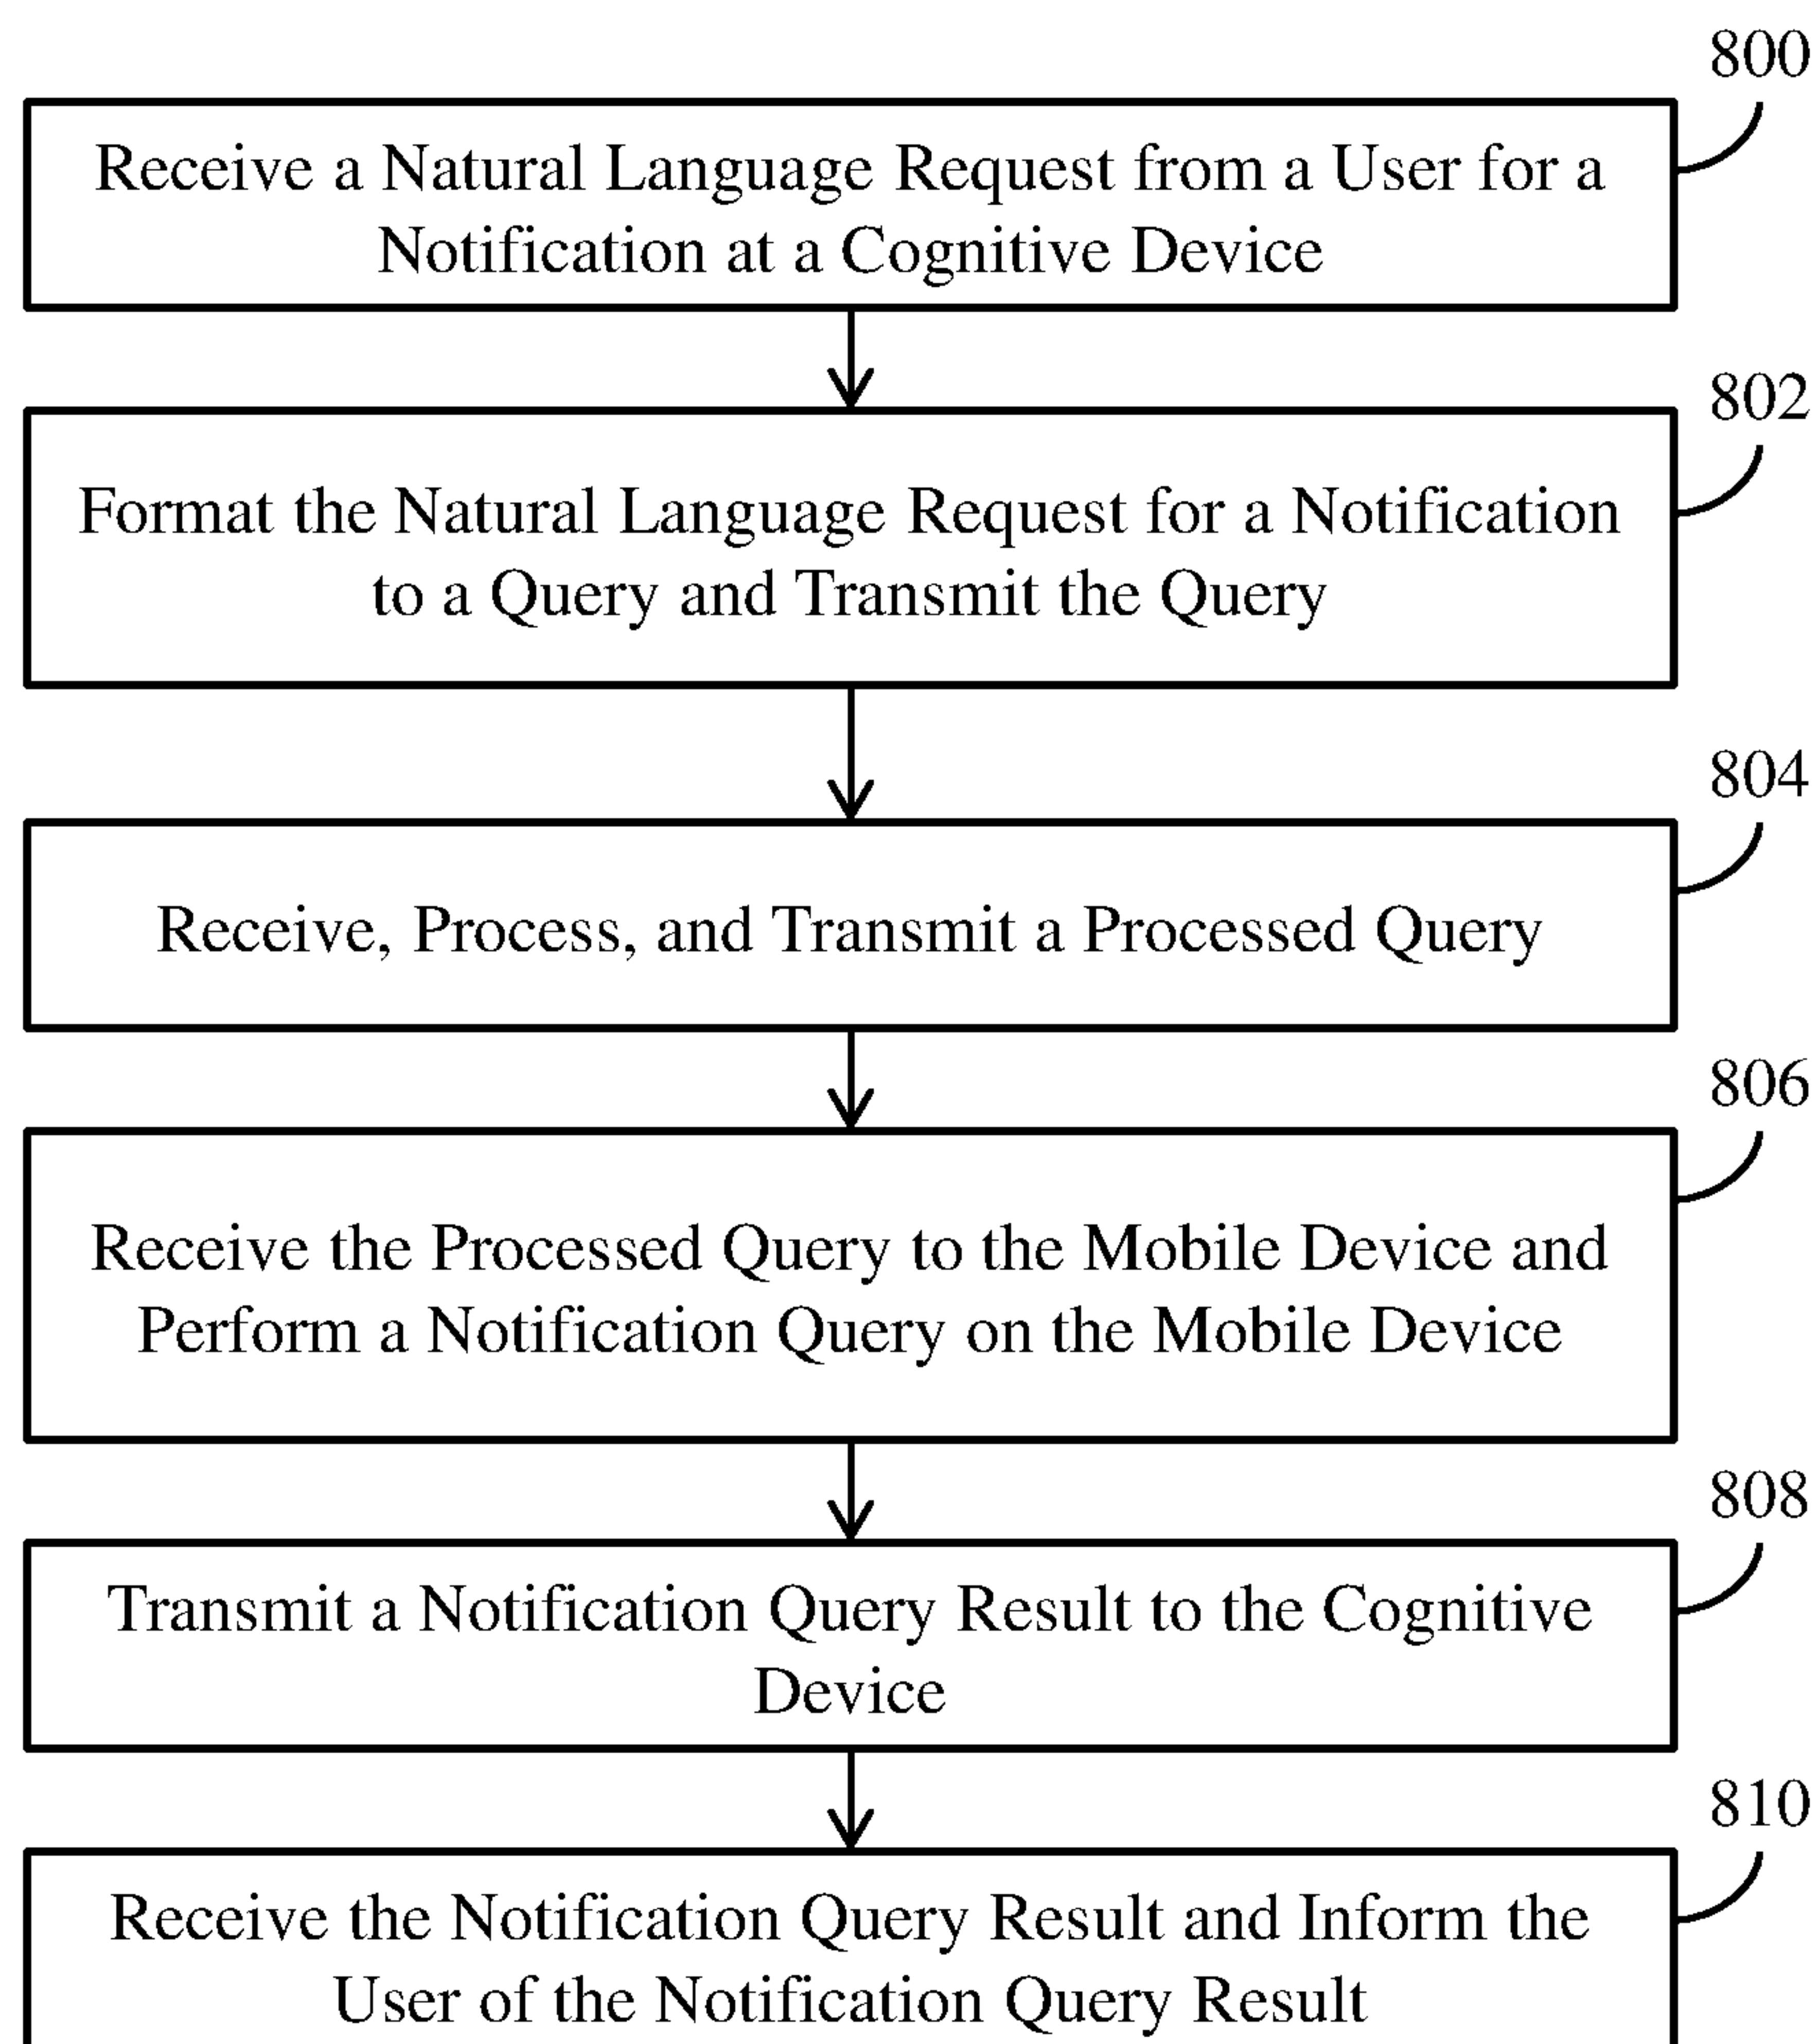 800
Receive a Natural Language Request from a User for a
Notification at a Cognitive Device
802
Format the Natural Language Request for a Notification
to a Query and Transmit the Query
804
Receive, Process, and Transmit a Processed Query
806
Receive the Processed Query to the Mobile Device and
Perform a Notification Query on the Mobile Device
808
Transmit a Notification Query Result to the Cognitive
Device
810
Receive the Notification Query Result and Inform the
User of the Notification Query Result